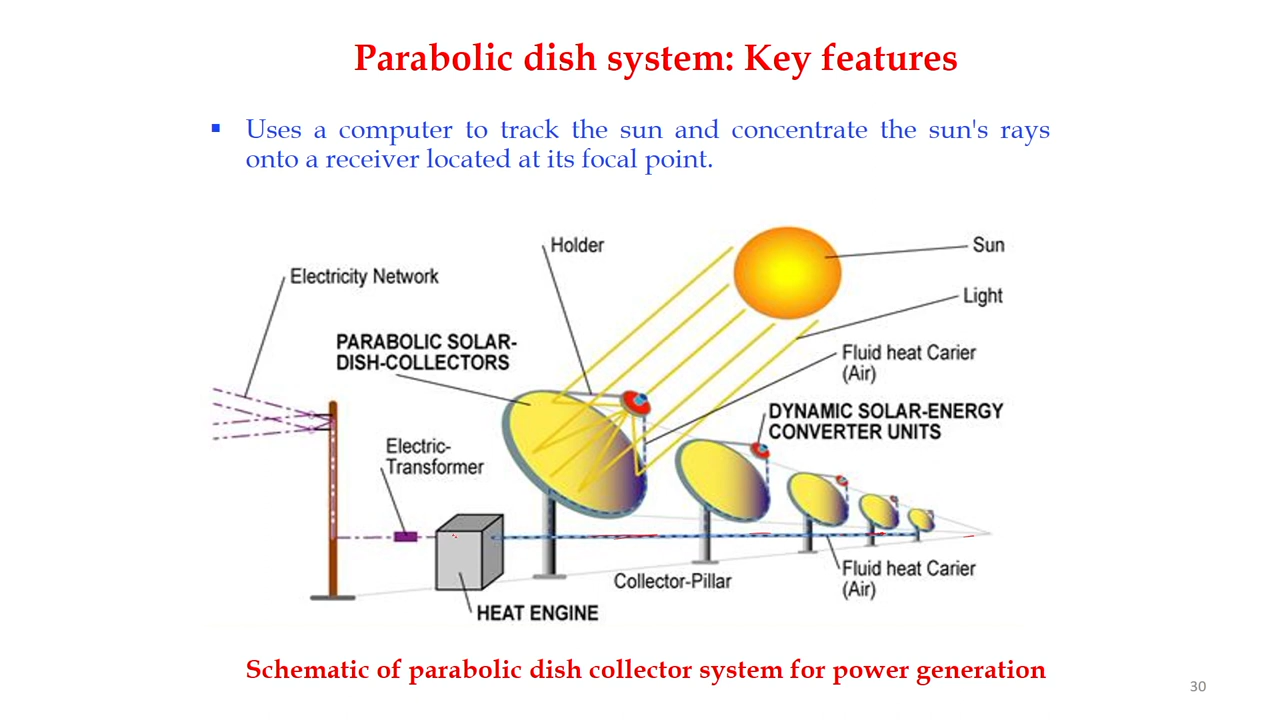 Parabolic dish system: Key features
▪ Uses a computer to track the sun and concentrate the sun's rays
onto a receiver located at its focal point.
Holder
Sun
Electricity Network
Light
PARABOLIC SOLAR-
DISH-COLLECTORS
Fluid heat Carier
(Air)
DYNAMIC SOLAR-ENERGY
CONVERTER UNITS
Electric-
Transformer
Fluid heat Carier
(Air)
Collector-Pillar
HEAT ENGINE
Schematic of parabolic dish collector system for power generation
30